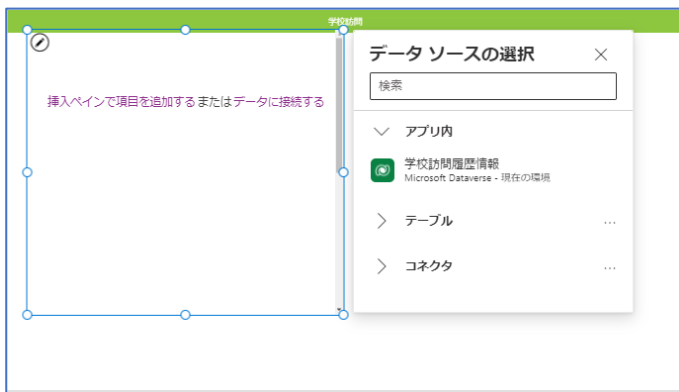 学校訪問
挿入ペインで項目を追加する またはデータに接続する
データ ソースの選択
検索
アプリ内
学校訪問履歴情報
Microsoft Dataverse - 現在の環境
テーブル
コネクタ